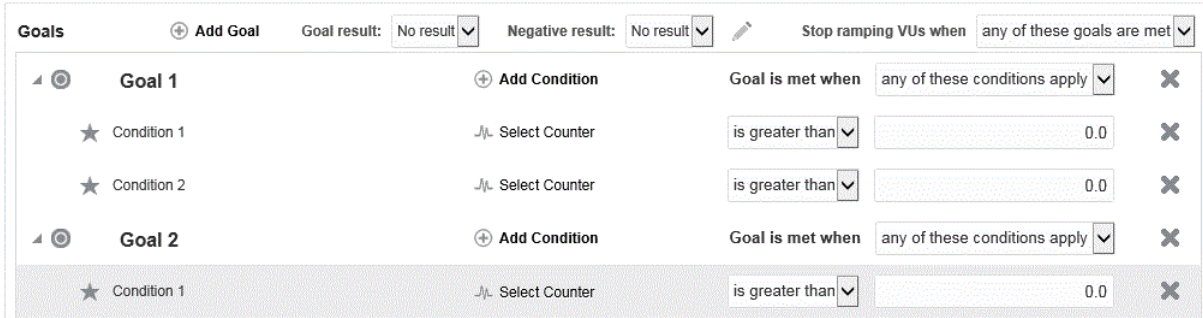 Goals Add Goal Goal result: No result Negative result: No result Stop ramping VUs when any of these goals are met
Goal 1 Add Condition Goal is met when any of these conditions apply
Condition 1 Select Counter is greater than 0.0
Condition 2 Select Counter is greater than 0.0
Goal 2 Add Condition Goal is met when any of these conditions apply
Condition 1 Select Counter is greater than 0.0